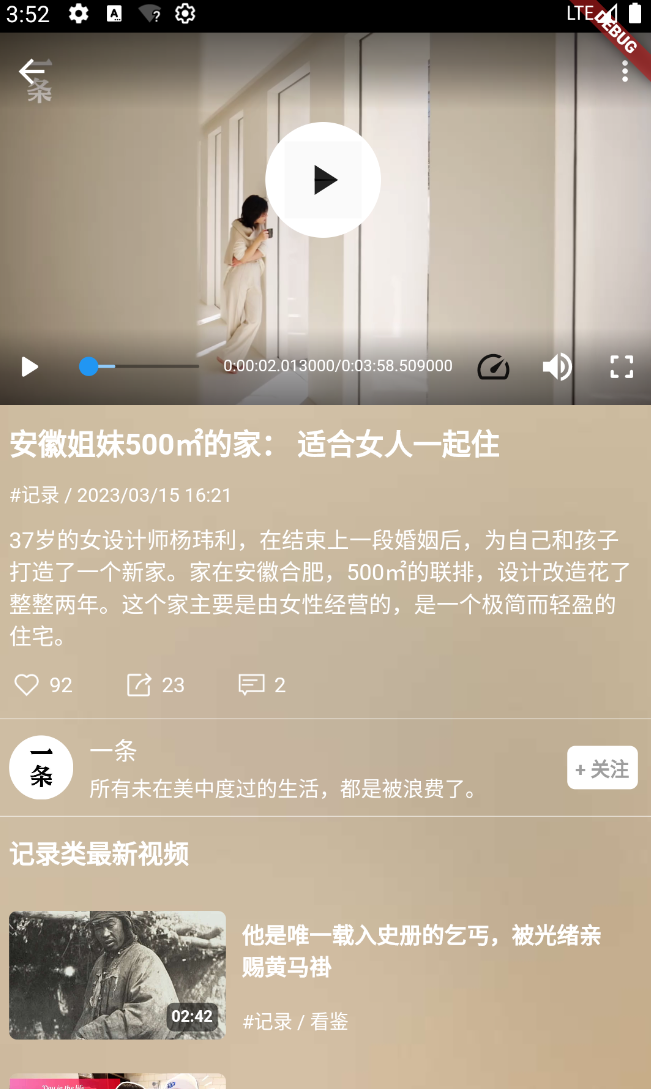 3:52
A
?
LTE
DEBUG
一条
0:00:02.013000/0:03:58.509000
安徽姐妹500㎡的家： 适合女人一起住
#记录 / 2023/03/15 16:21
37岁的女设计师杨玮利，在结束上一段婚姻后，为自己和孩子
打造了一个新家。家在安徽合肥，500㎡的联排，设计改造花了
整整两年。这个家主要是由女性经营的，是一个极简而轻盈的
住宅。
92 23 2
一条
一条
所有未在美中度过的生活，都是被浪费了。
+ 关注
记录类最新视频
他是唯一载入史册的乞丐，被光绪亲
赐黄马褂
02:42
#记录 / 看鉴